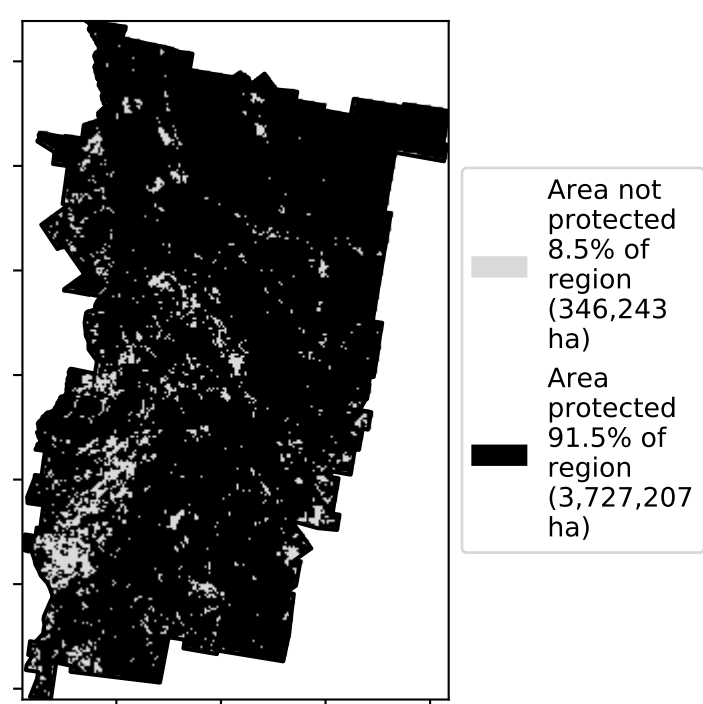 Area not
protected
8.5% of
region
(346,243
ha)
Area
protected
91.5% of
region
(3,727,207
ha)